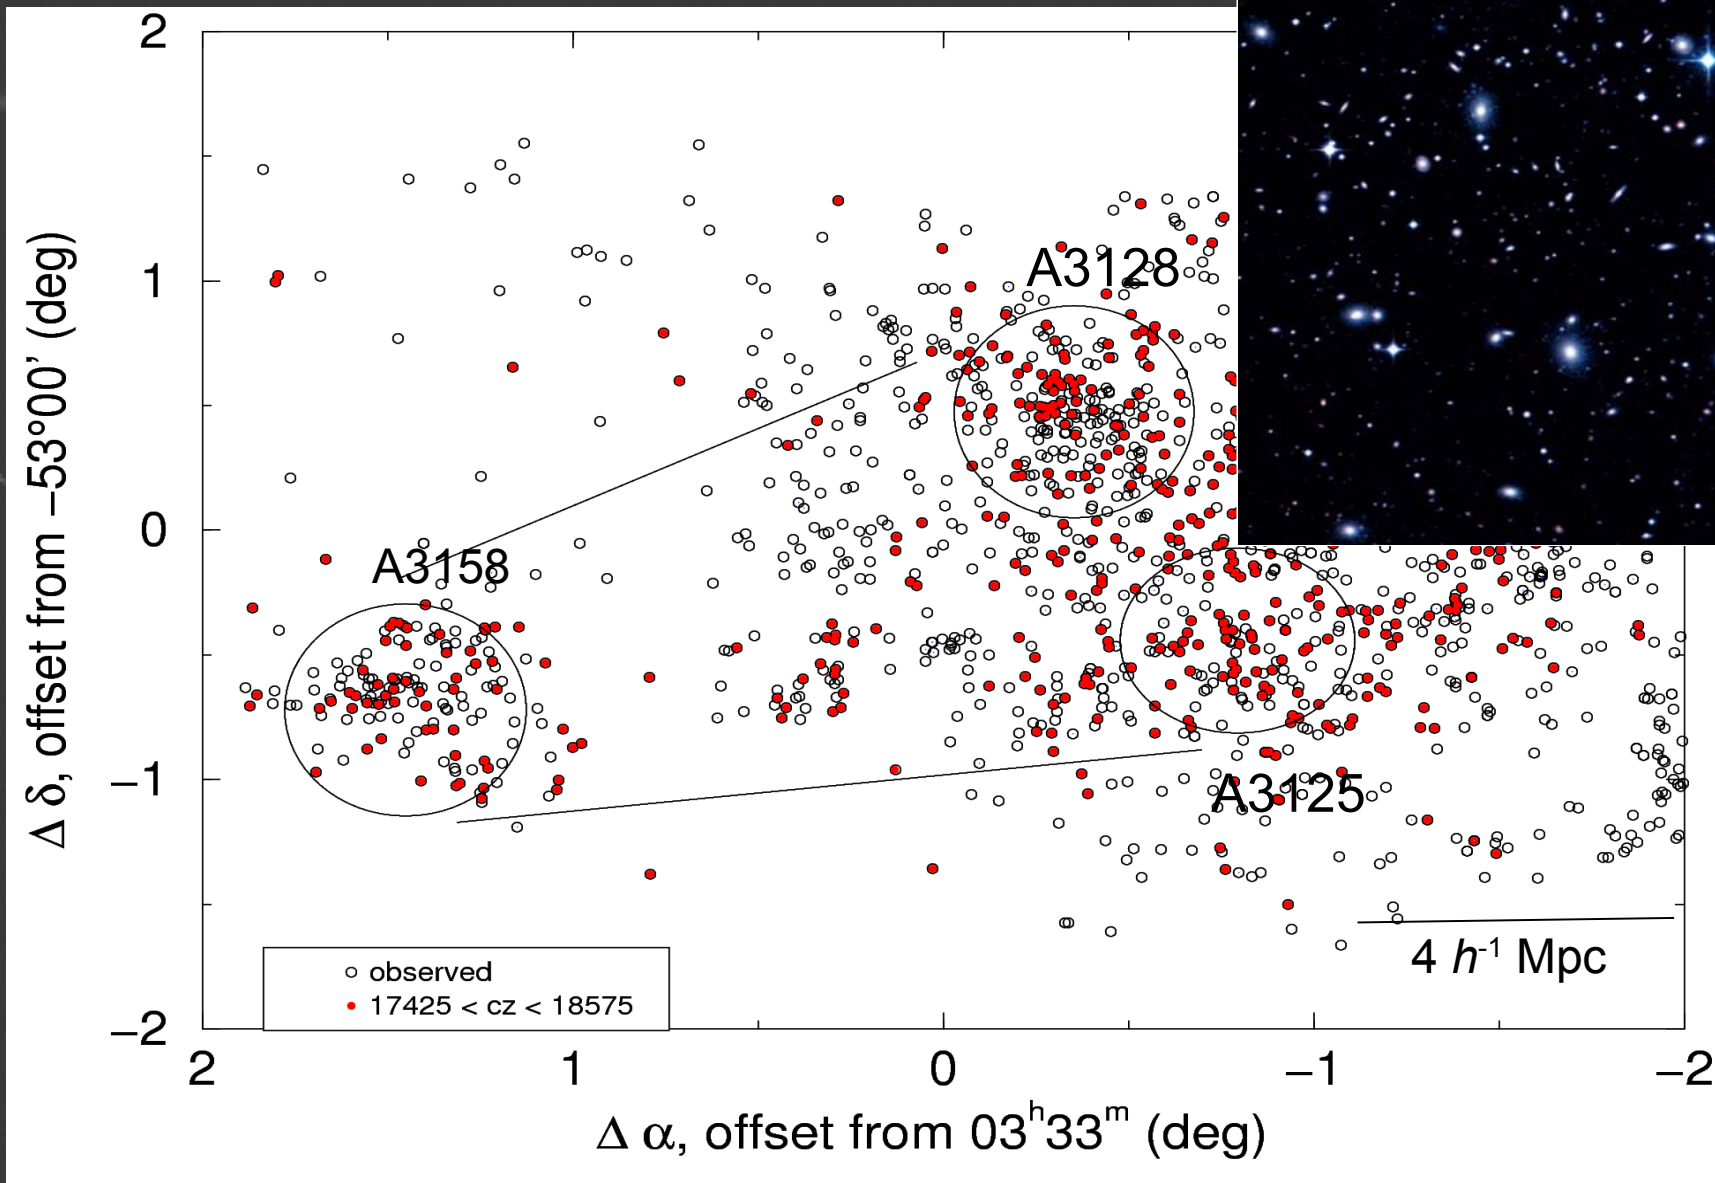 2
1
0
−1
−2
Δ δ, offset from −53°00’ (deg)
A3128
A3158
A3125
4 h-1 Mpc
observed
17425 < cz < 18575
2
1
0
−1
−2
Δ α, offset from 03h33m (deg)